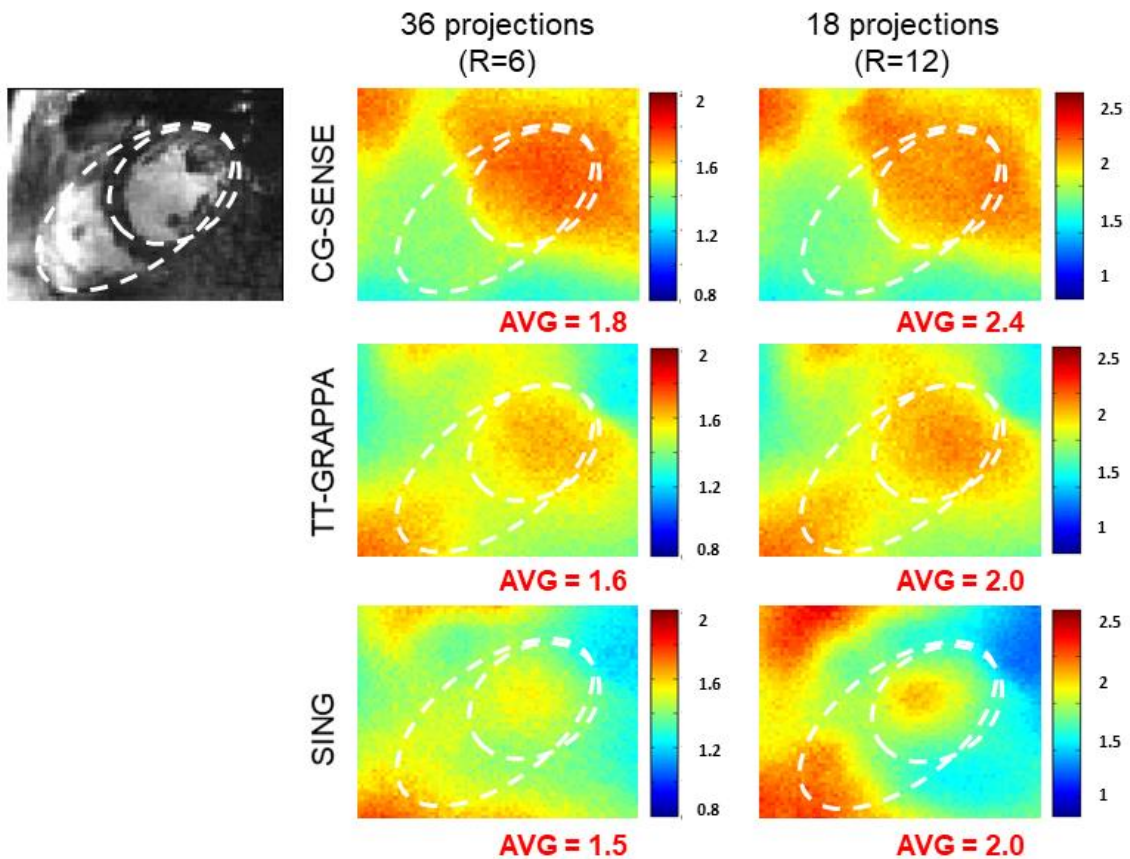 36 projections
(R=6)
18 projections
(R=12)
CG-SENSE
2
1.6
1.2
0.8
2.5
2
1.5
1
AVG = 1.8
AVG = 2.4
TT-GRAPPA
2
1.6
1.2
0.8
2.5
2
1.5
1
AVG = 1.6
AVG = 2.0
SING
2
1.6
1.2
0.8
2.5
2
1.5
1
AVG = 1.5
AVG = 2.0